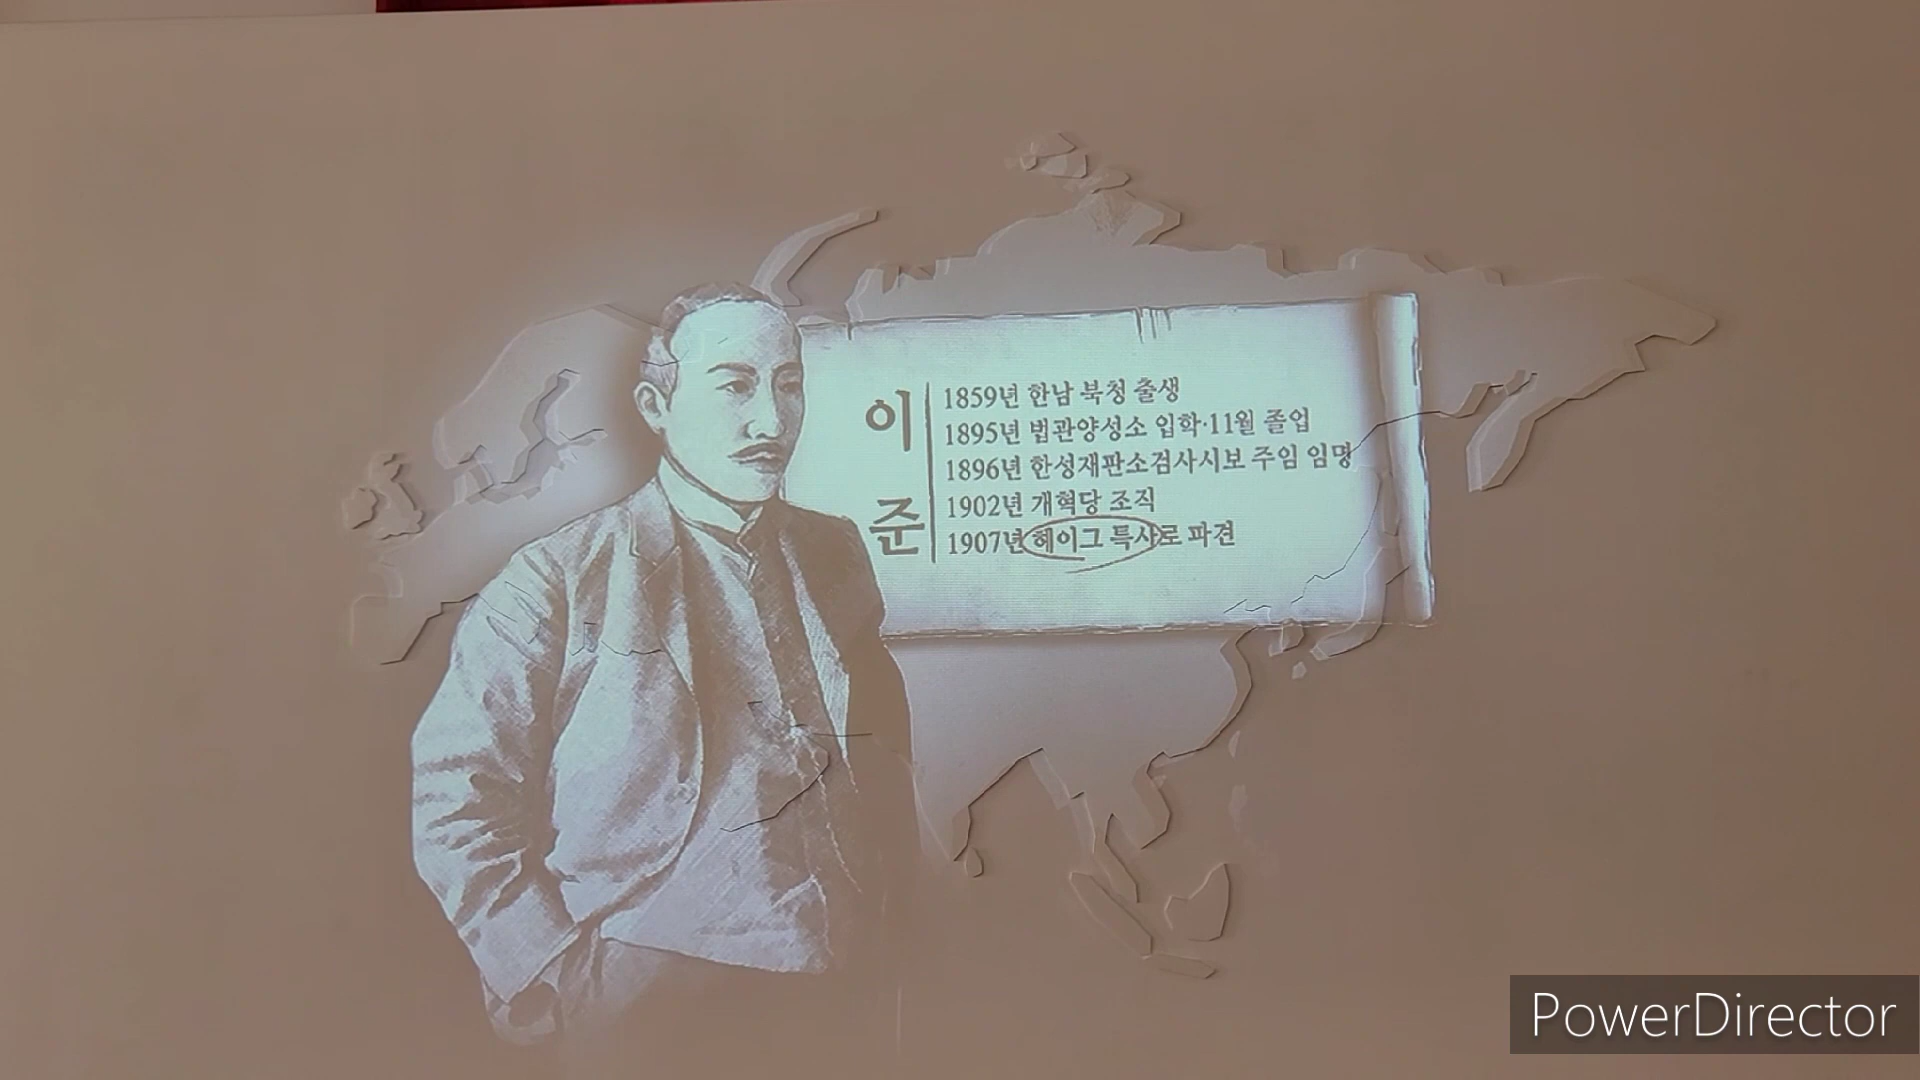 이준
1859년 한남 북청 출생
1895년 법관양성소 입학·11월 졸업
1896년 한성재판소검사시보 주임 임명
1902년 개혁당 조직
1907년 헤이그 특사로 파견
PowerDirector